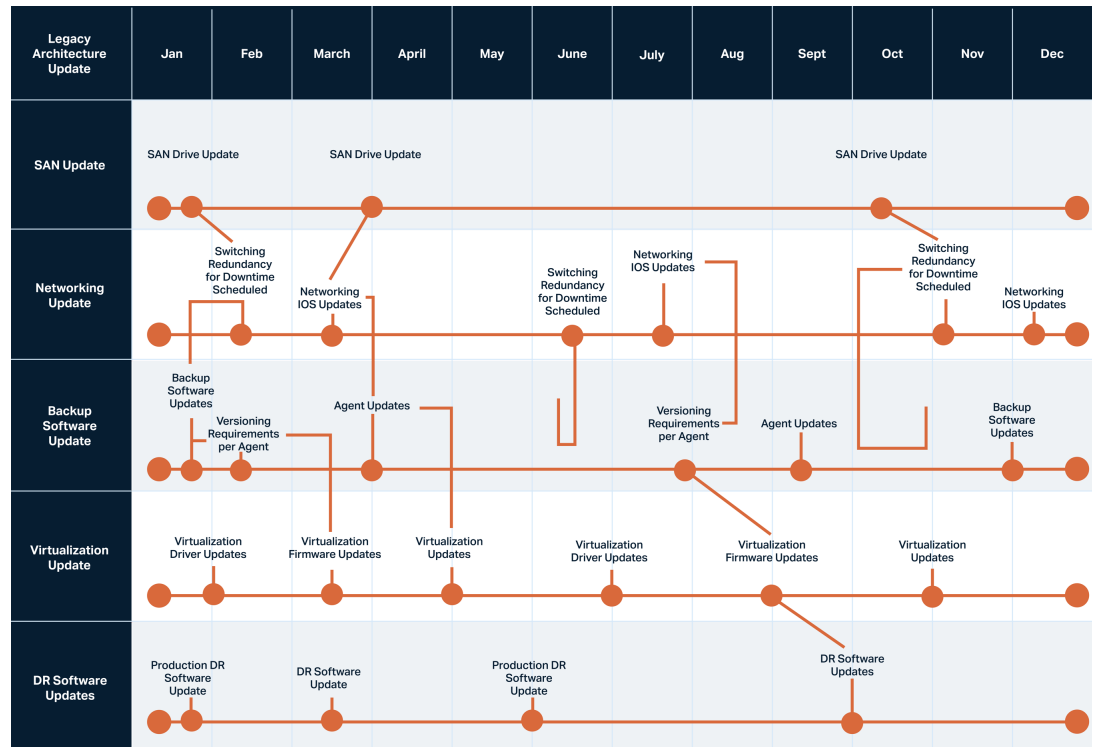 Legacy
Architecture
Update
Jan
Feb
March
April
May
June
July
Aug
Sept
Oct
Nov
Dec
SAN Update
SAN Drive Update
SAN Drive Update
SAN Drive Update
Networking
Update
Switching
Redundancy
for Downtime
Scheduled
Networking
IOS Updates
Switching
Redundancy
for Downtime
Scheduled
Networking
IOS Updates
Switching
Redundancy
for Downtime
Scheduled
Networking
IOS Updates
Backup
Software
Update
Backup
Software
Updates
Versioning
Requirements
per Agent
Agent Updates
Versioning
Requirements
per Agent
Agent Updates
Backup
Software
Updates
Virtualization
Update
Virtualization
Driver Updates
Virtualization
Firmware Updates
Virtualization
Updates
Virtualization
Driver Updates
Virtualization
Firmware Updates
Virtualization
Updates
DR Software
Updates
Production DR
Software
Update
DR Software
Update
Production DR
Software
Update
DR Software
Updates